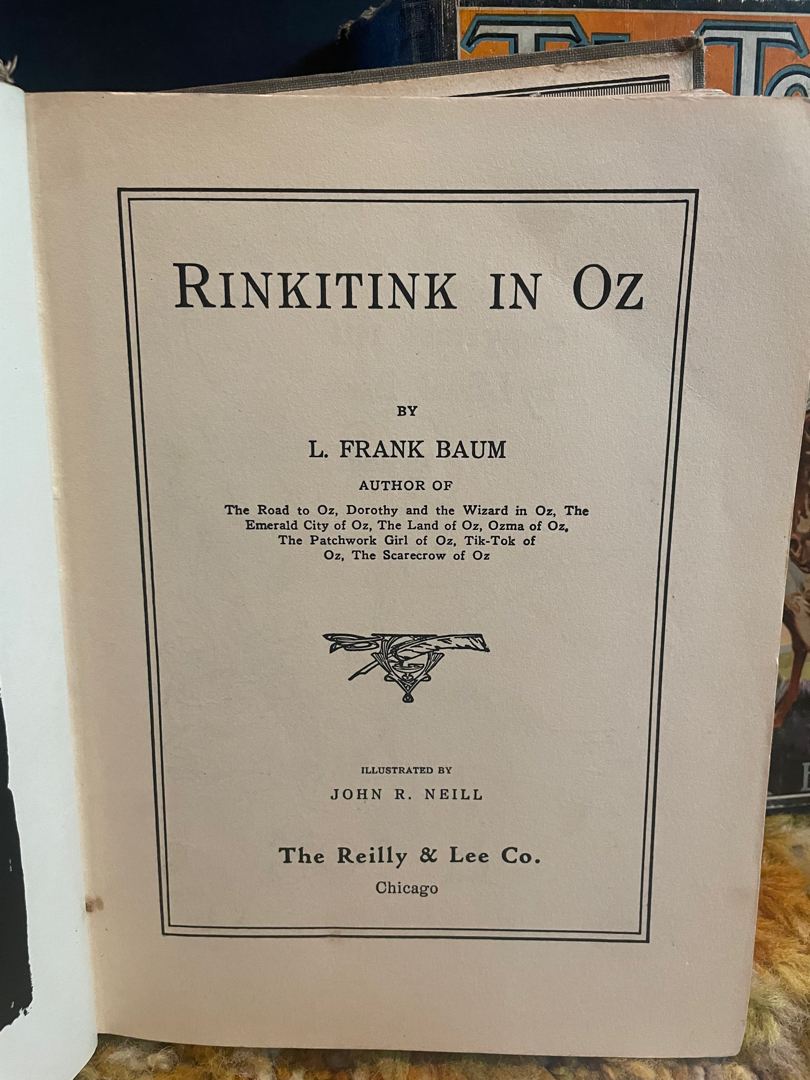 RINKITINK IN OZ
BY
L. FRANK BAUM
AUTHOR OF
The Road to Oz, Dorothy and the Wizard in Oz, The
Emerald City of Oz, The Land of Oz, Ozma of Oz,
The Patchwork Girl of Oz, Tik-Tok of
Oz, The Scarecrow of Oz
ILLUSTRATED BY
JOHN R. NEILL
The Reilly & Lee Co.
Chicago